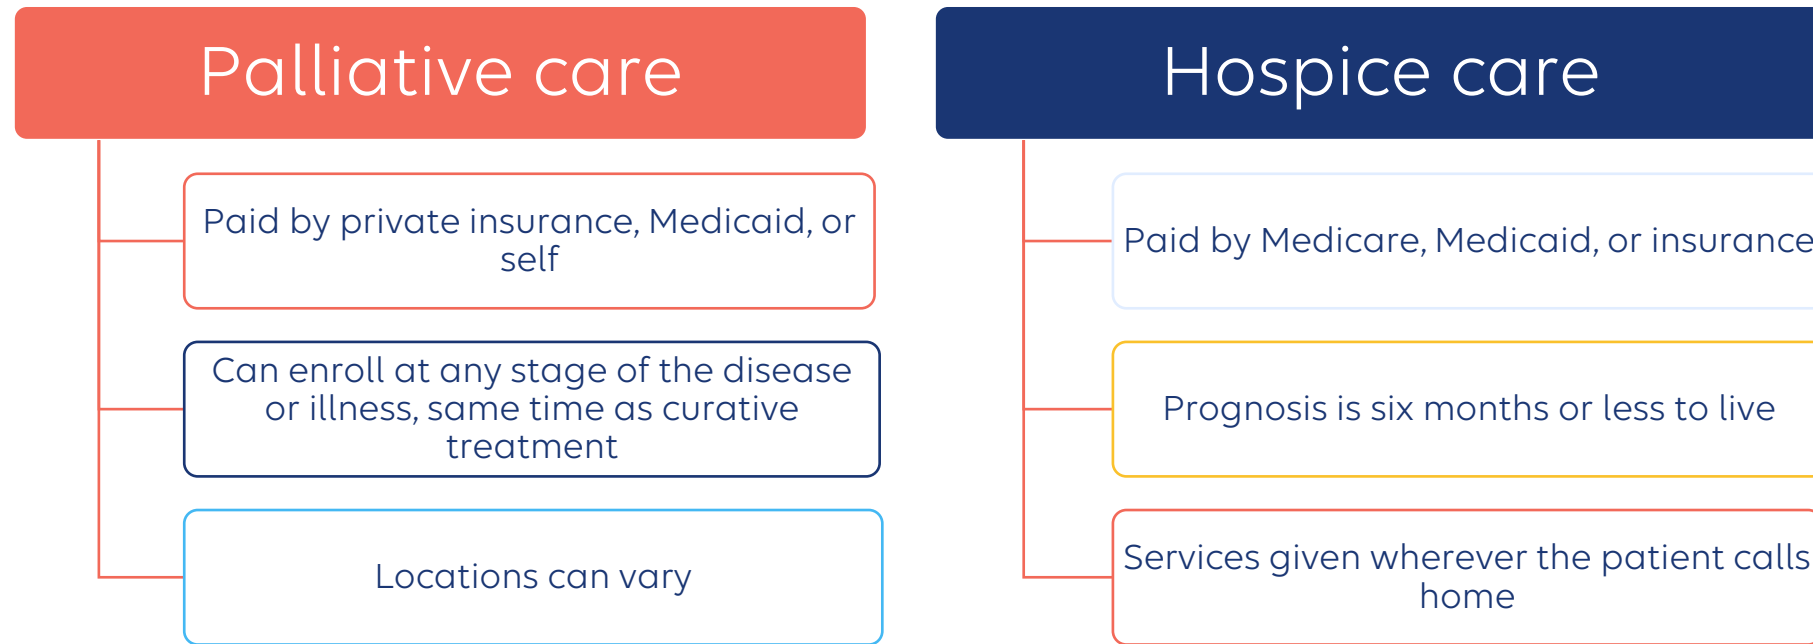 Palliative care
Paid by private insurance, Medicaid, or
self
Can enroll at any stage of the disease
or illness, same time as curative
treatment
Locations can vary
Hospice care
Paid by Medicare, Medicaid, or insurance
Prognosis is six months or less to live
Services given wherever the patient calls
home